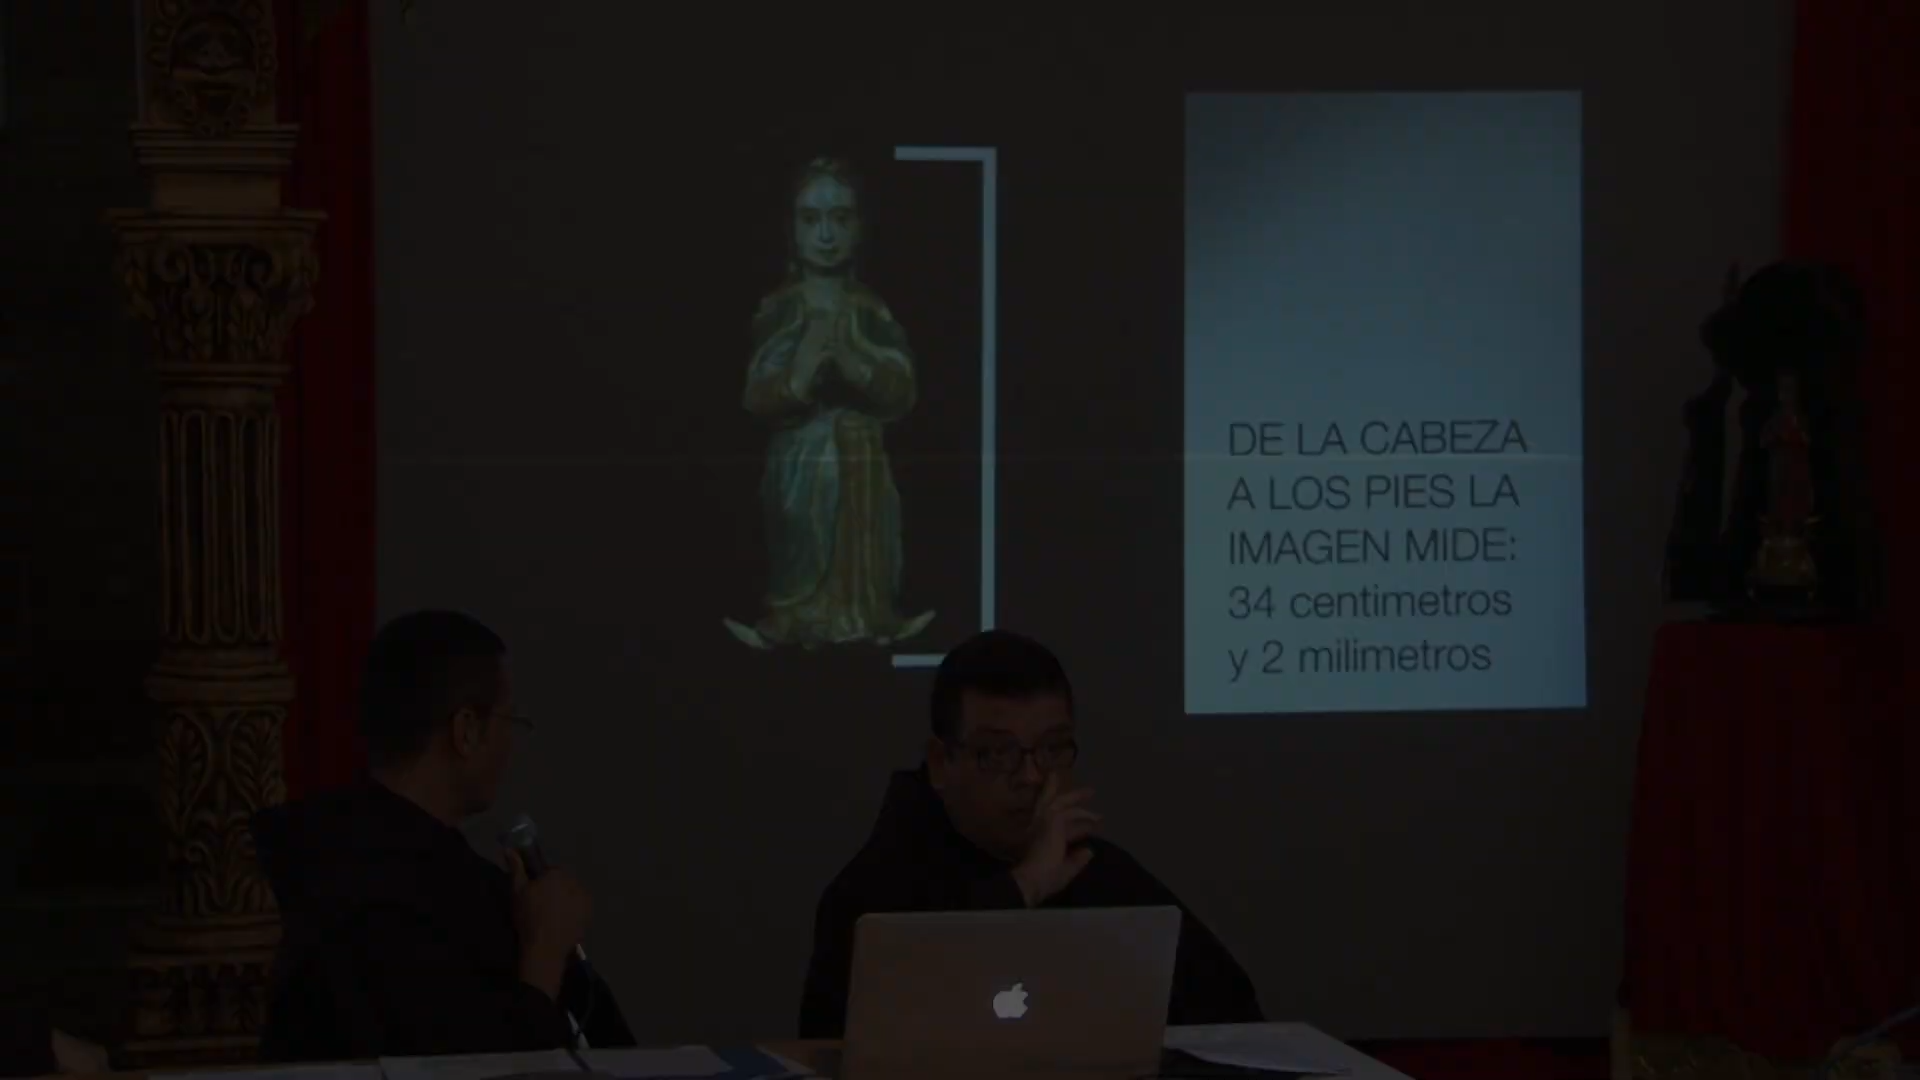 DE LA CABEZA
A LOS PIES LA
IMAGEN MIDE:
34 centimetros
y 2 milimetros